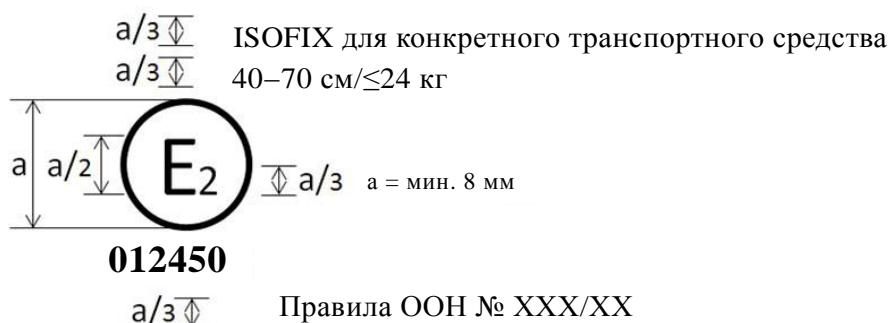 a/3 ISOFIX для конкретного транспортного средства
a/3 40–70 см/≤24 кг
a a/2 E2 a/3 а = мин. 8 мм
012450
a/3 Правила ООН № XXX/XX